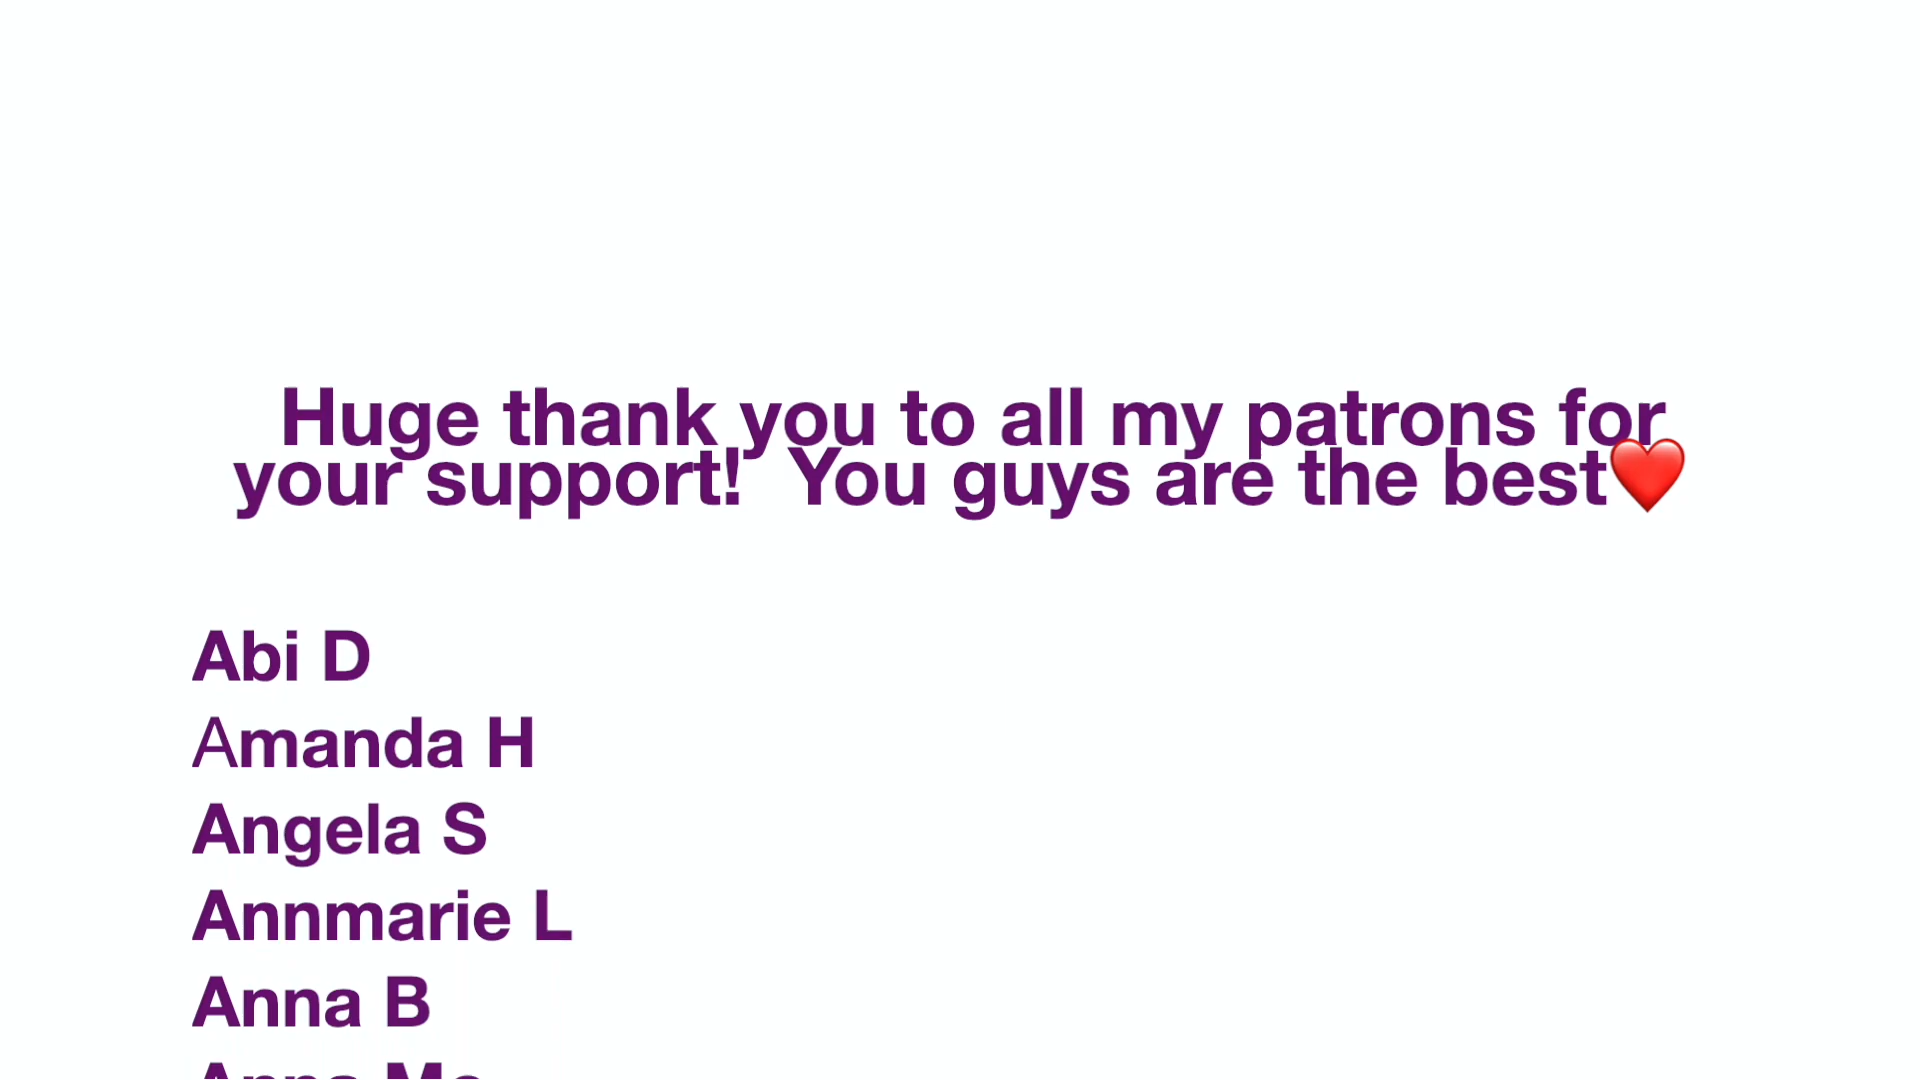 Huge thank you to all my patrons for
your support!  You guys are the best❤️
Abi D
Amanda H
Angela S
Annmarie L
Anna B
Anna